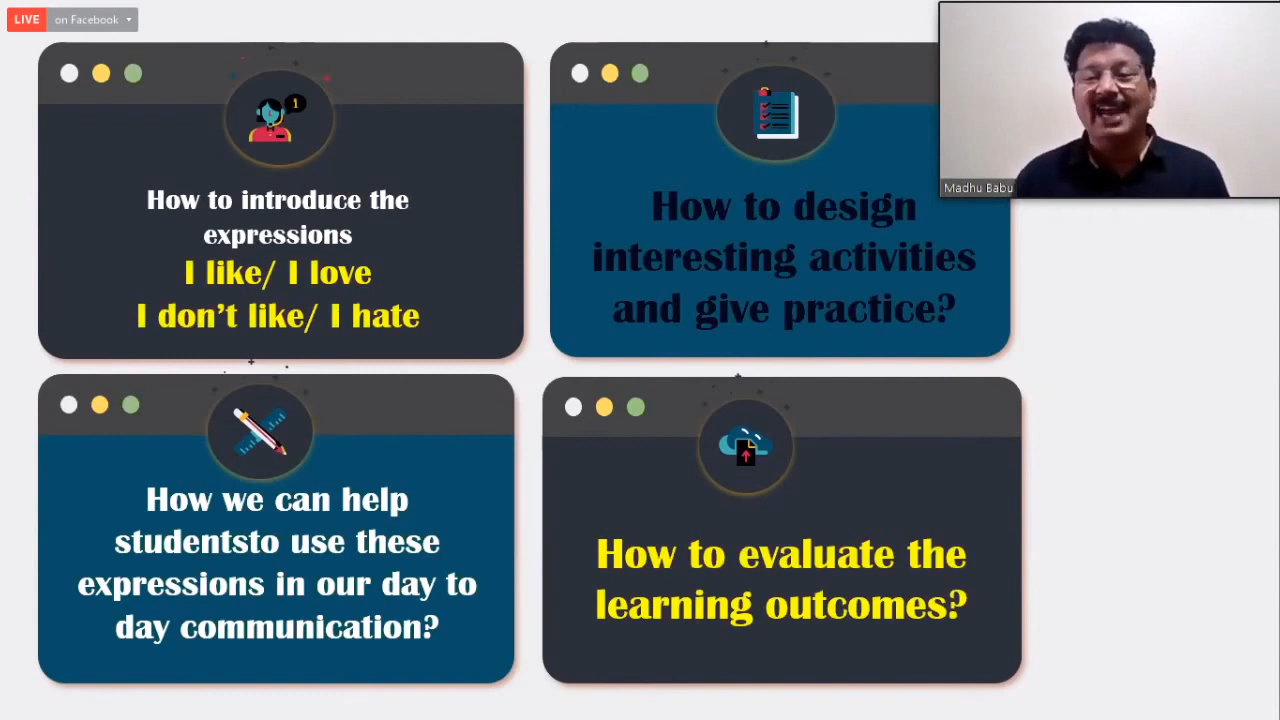 LIVE on Facebook
1
How to introduce the
expressions
I like/ I love
I don't like/ I hate
How to design
interesting activities
and give practice?
Madhu Babu
How we can help
studentsto use these
expressions in our day to
day communication?
How to evaluate the
learning outcomes?